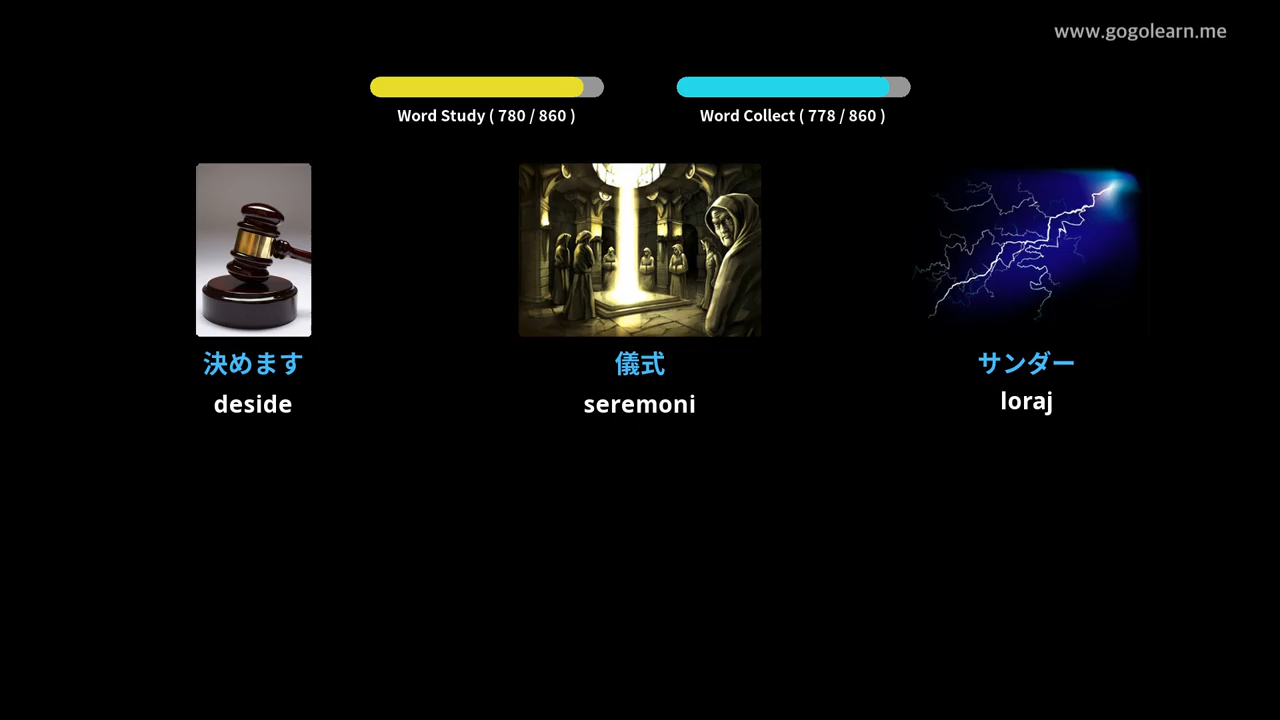 www.gogolearn.me
Word Study ( 780 / 860 )
Word Collect ( 778 / 860 )
決めます
儀式
サンダー
deside
seremoni
loraj